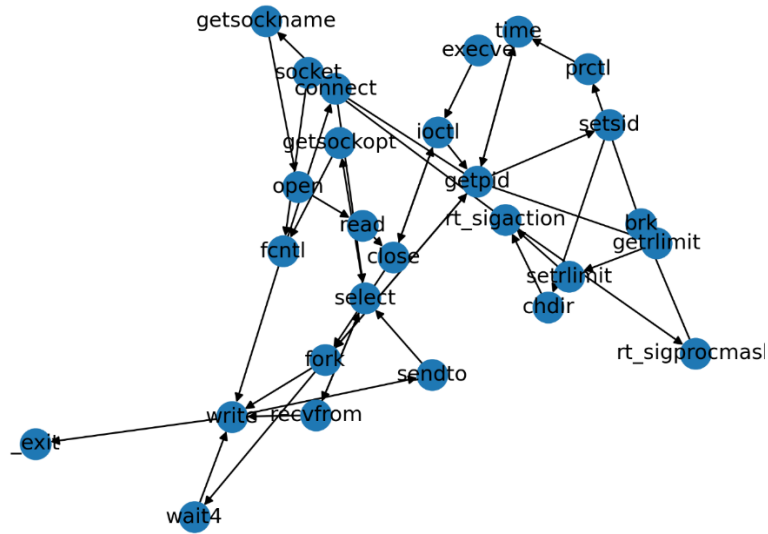 getsockname
time
execve
socket
prctl
connect
setsid
ioctl
getsockopt
getpid
open
rt_sigaction
read
brk
getrlimit
fcntl
close
setrlimit
select
chdir
rt_sigprocmask
fork
sendto
write
recvfrom
_exit
wait4